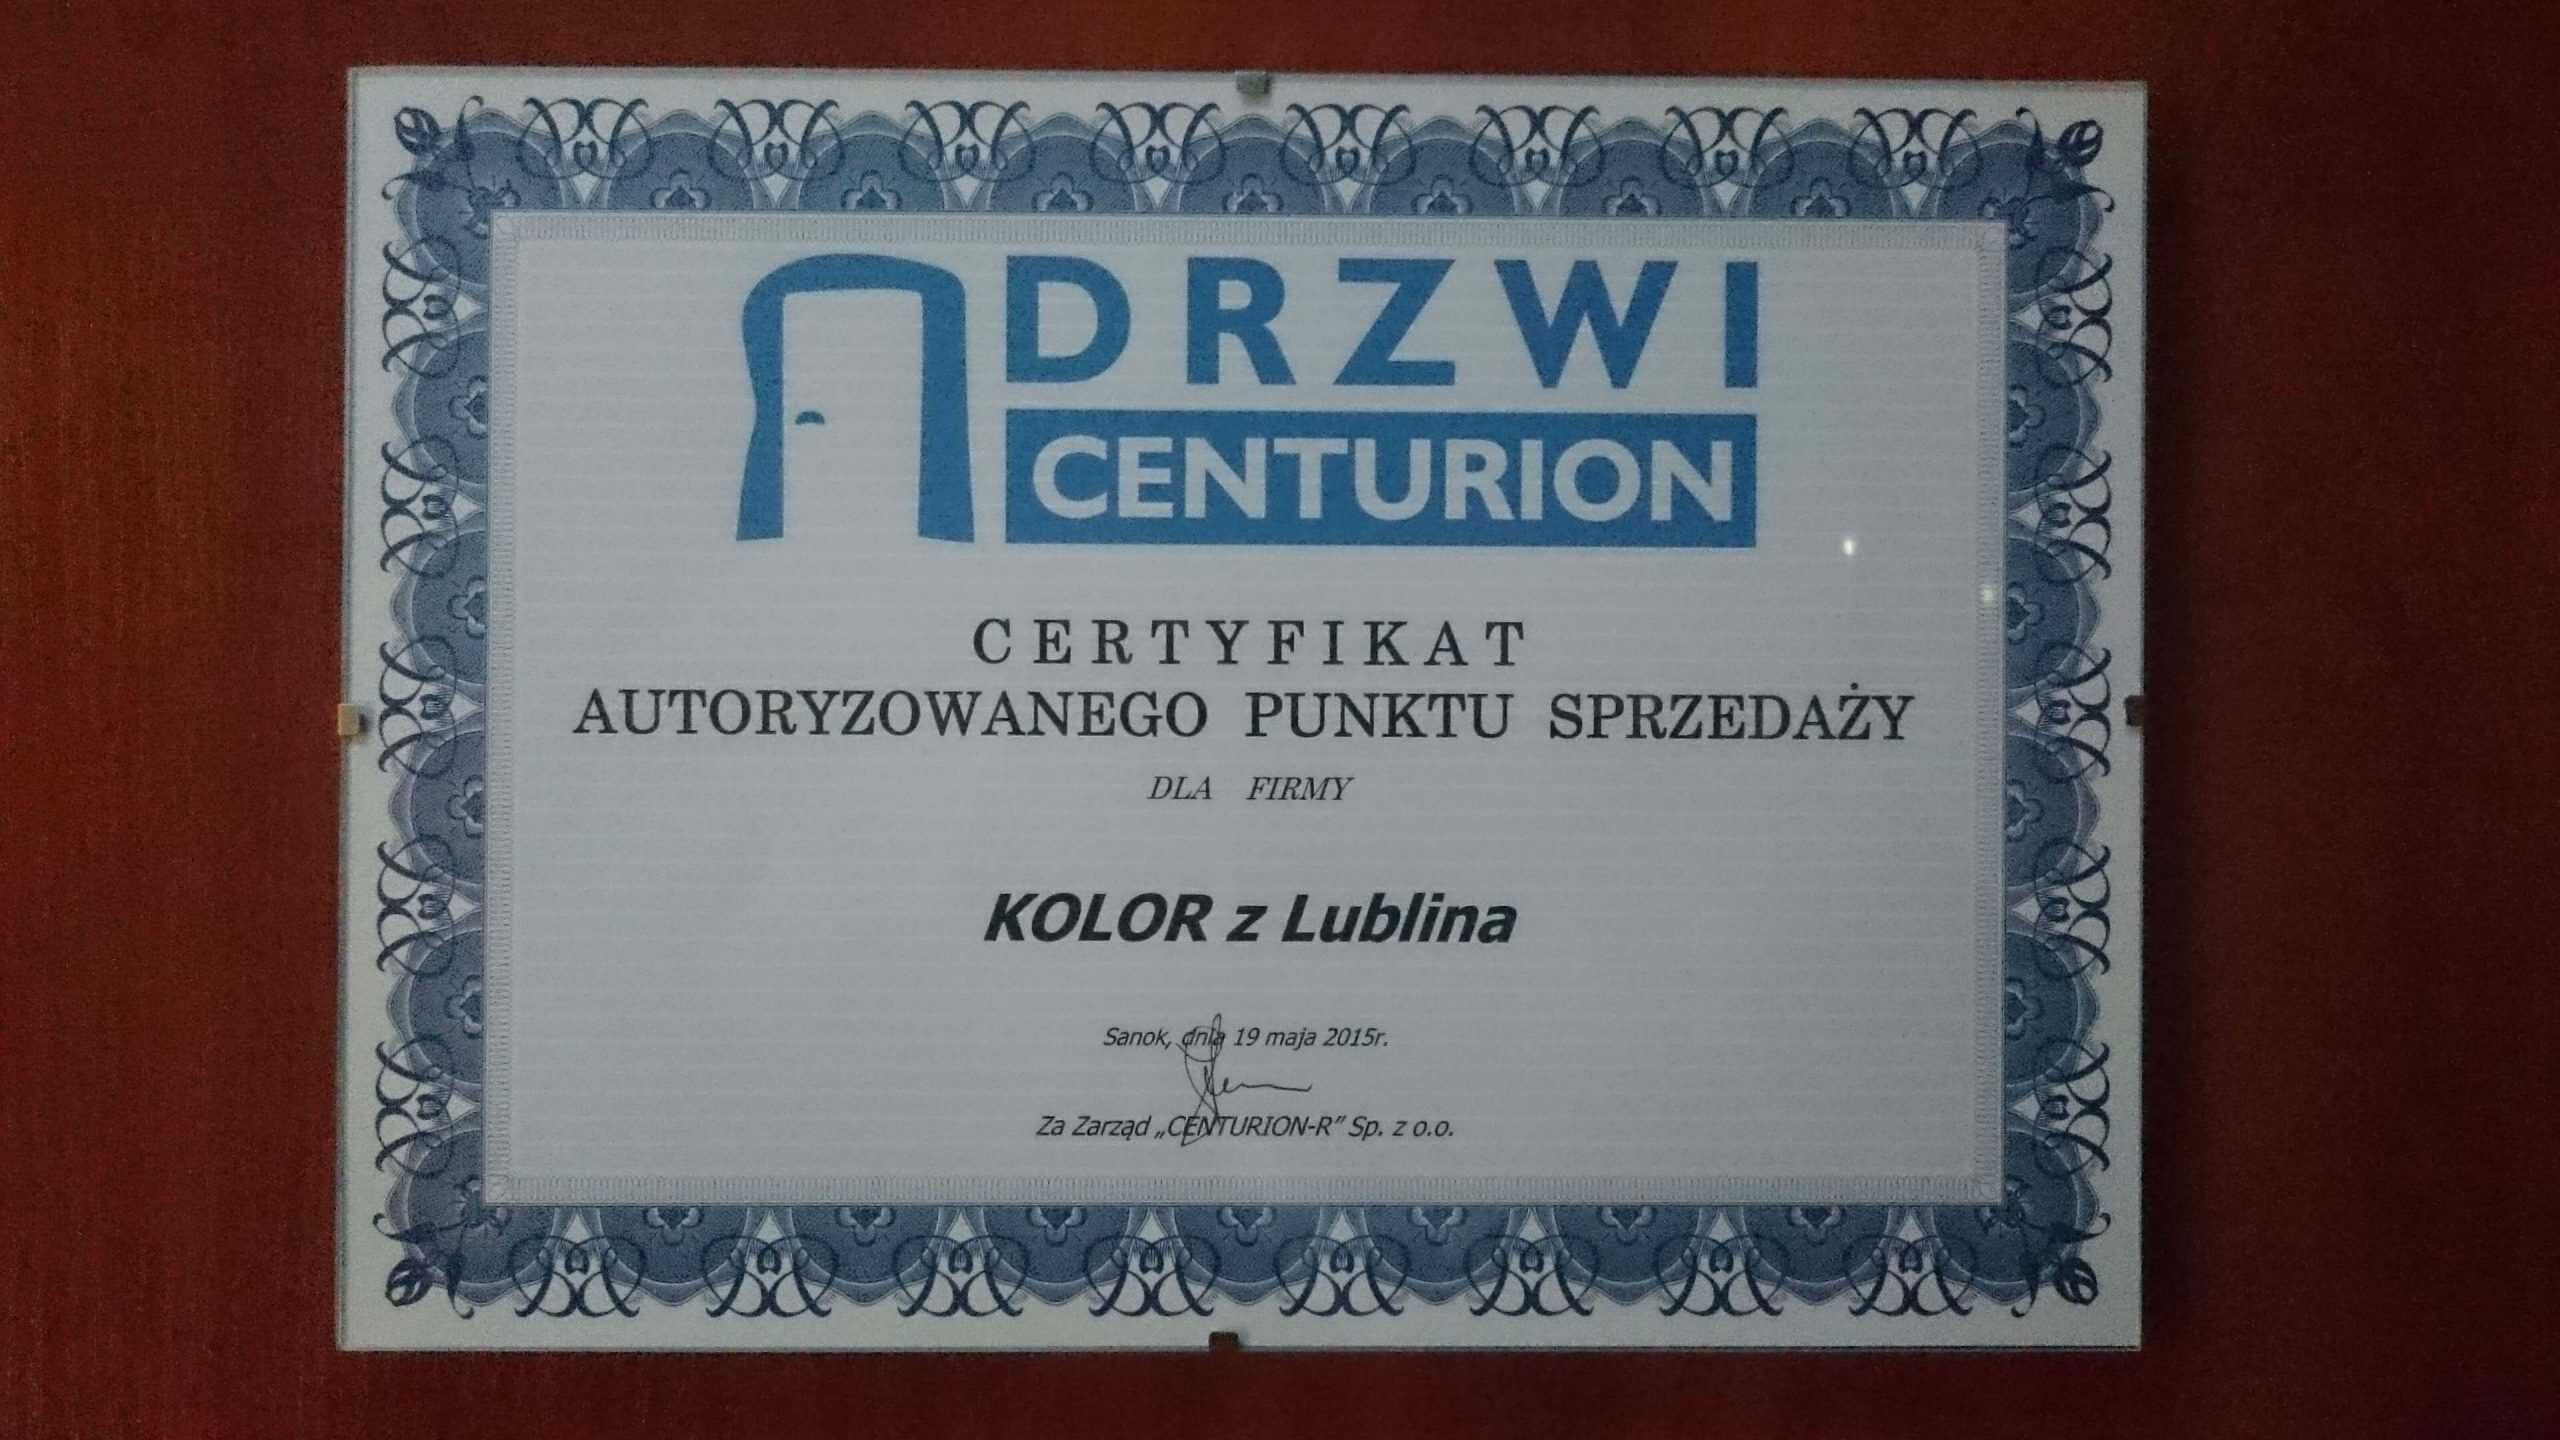 DRZWI
CENTURION
CERTYFIKAT
AUTORYZOWANEGO PUNKTU SPRZEDAŻY
DLA FIRMY
KOLOR z Lublina
Sanok, dnia 19 maja 2015r.
Za Zarząd „CENTURION-R” Sp. z o.o.